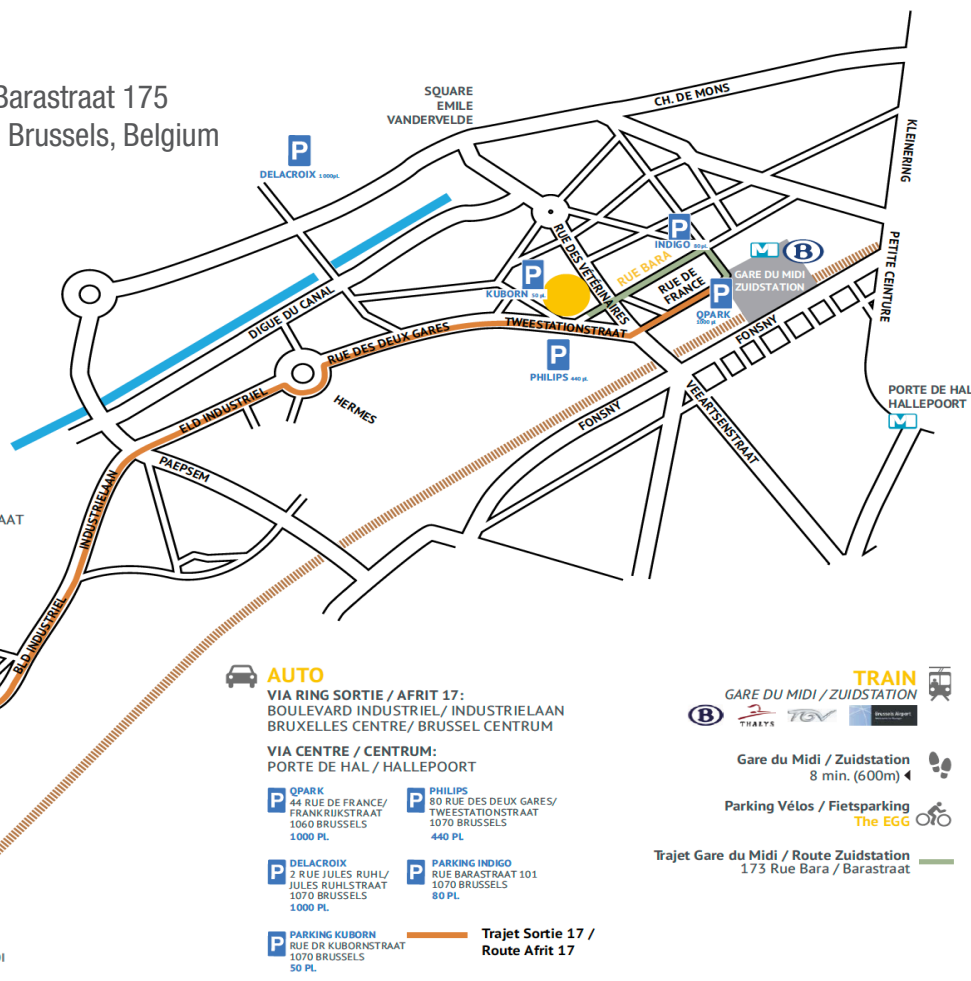 Barastraat 175
Brussels, Belgium
SQUARE
EMILE
VANDERVELDE
CH. DE MONS
KLEINERING
P
DELACROIX 1000pl.
PETITE CEINTURE
P
INDIGO 80 pL.
M
B
RUE DES VÉTERINAIRES
RUE BARA
GARE DU MIDI
ZUIDSTATION
P
KUBORN 50 pL
RUE DE
FRANCE
P
QPARK
1000 pl
DIGUE DU CANAL
TWEESTATIONSTRAAT
FONSNY
RUE DES DEUX GARES
P
PHILIPS 440 pL
PORTE DE HAL
HALLEPOORT
M
ELD INDUSTRIEL
HERMES
FONSNY
VEEARTSENSTRAAT
PAEPSEM
INDUSTRIELAAN
AAT
BLD INDUSTRIEL
AUTO
VIA RING SORTIE / AFRIT 17:
BOULEVARD INDUSTRIEL/ INDUSTRIELAAN
BRUXELLES CENTRE/ BRUSSEL CENTRUM
VIA CENTRE / CENTRUM:
PORTE DE HAL / HALLEPOORT
P
QPARK
44 RUE DE FRANCE/
FRANKRIJKSTRAAT
1060 BRUSSELS
1000 PL.
P
PHILIPS
80 RUE DES DEUX GARES/
TWEESTATIONSTRAAT
1070 BRUSSELS
440 PL
P
DELACROIX
2 RUE JULES RUHL/
JULES RUHLSTRAAT
1070 BRUSSELS
1000 PL.
P
PARKING INDIGO
RUE BARASTRAAT 101
1070 BRUSSELS
80 PL.
P
PARKING KUBORN
RUE DR KUBORNSTRAAT
1070 BRUSSELS
50 PL.
Trajet Sortie 17 /
Route Afrit 17
TRAIN
GARE DU MIDI / ZUIDSTATION
B
THALYS
TGV
Brussels Airport
Gare du Midi / Zuidstation
8 min. (600m)
Parking Vélos / Fietsparking
The EGG
Trajet Gare du Midi / Route Zuidstation
173 Rue Bara / Barastraat